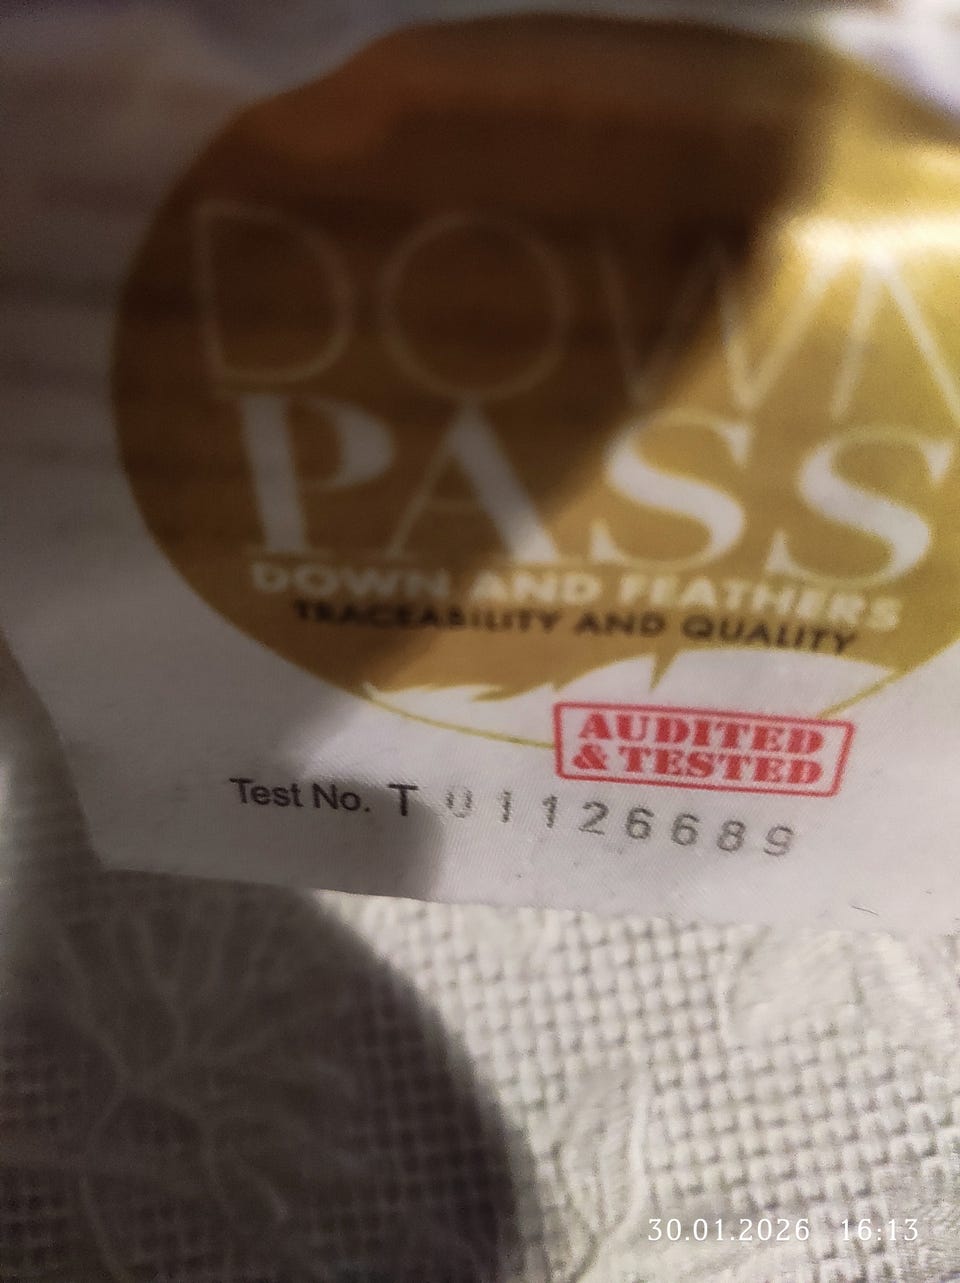 DOWN
PASS
DOWN AND FEATHERS
TRACEABILITY AND QUALITY
AUDITED
& TESTED
Test No. T 01126689
30.01.2026 16:13